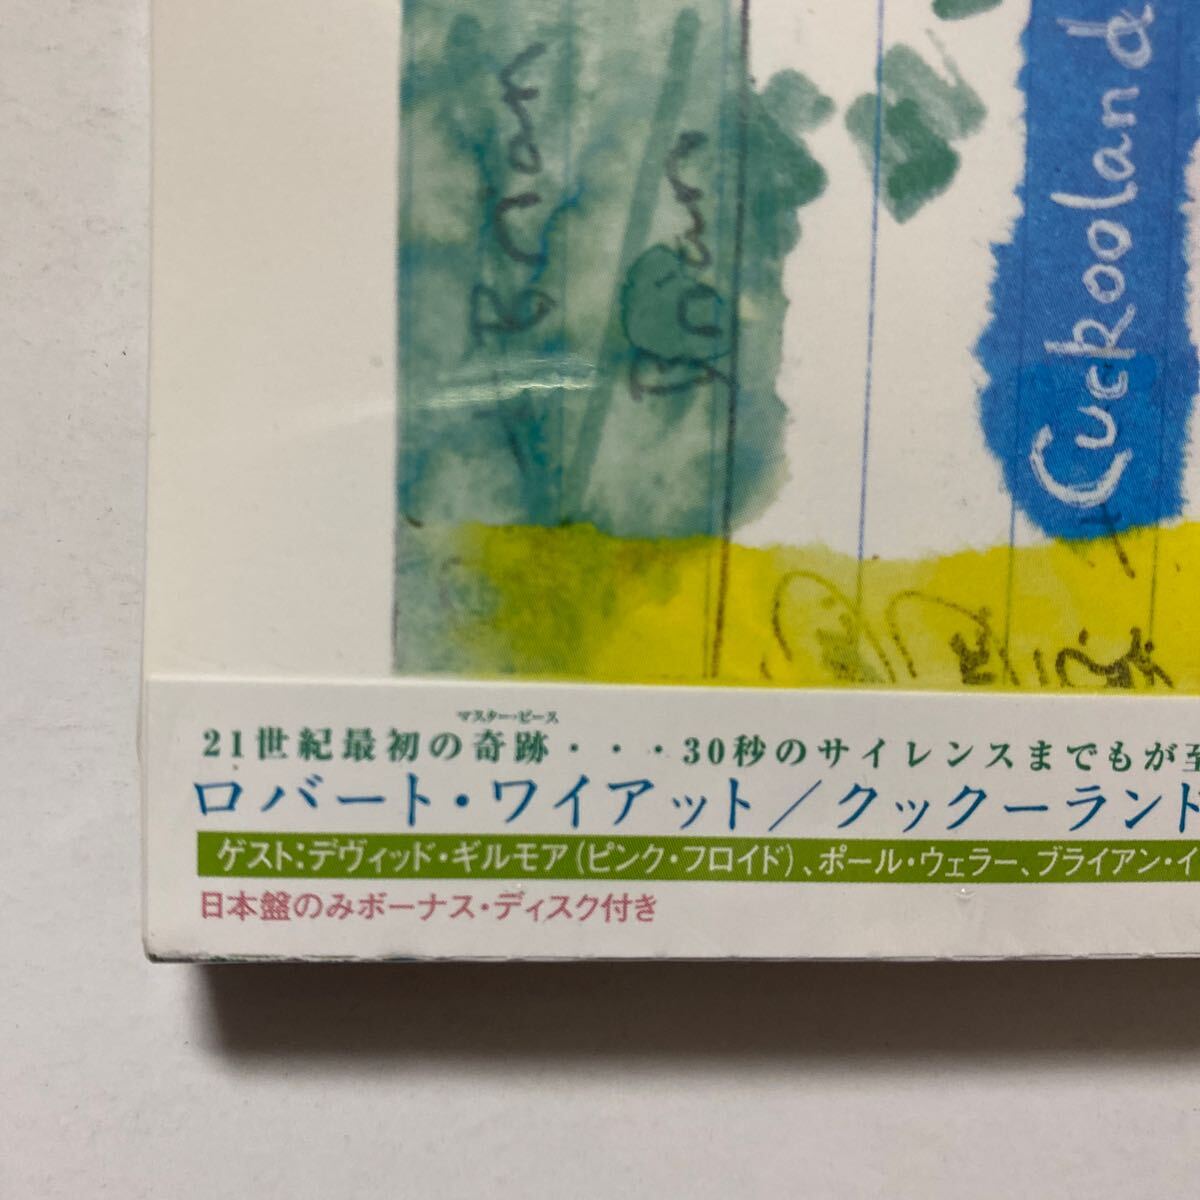 Brian
Brian
Cuckooland
マスター・ピース
21世紀最初の奇跡・・・30秒のサイレンスまでもが至
ロバート・ワイアット／クックーランド
ゲスト:デヴィッド・ギルモア(ピンク・フロイド)、ポール・ウェラー、ブライアン・イ
日本盤のみボーナス・ディスク付き